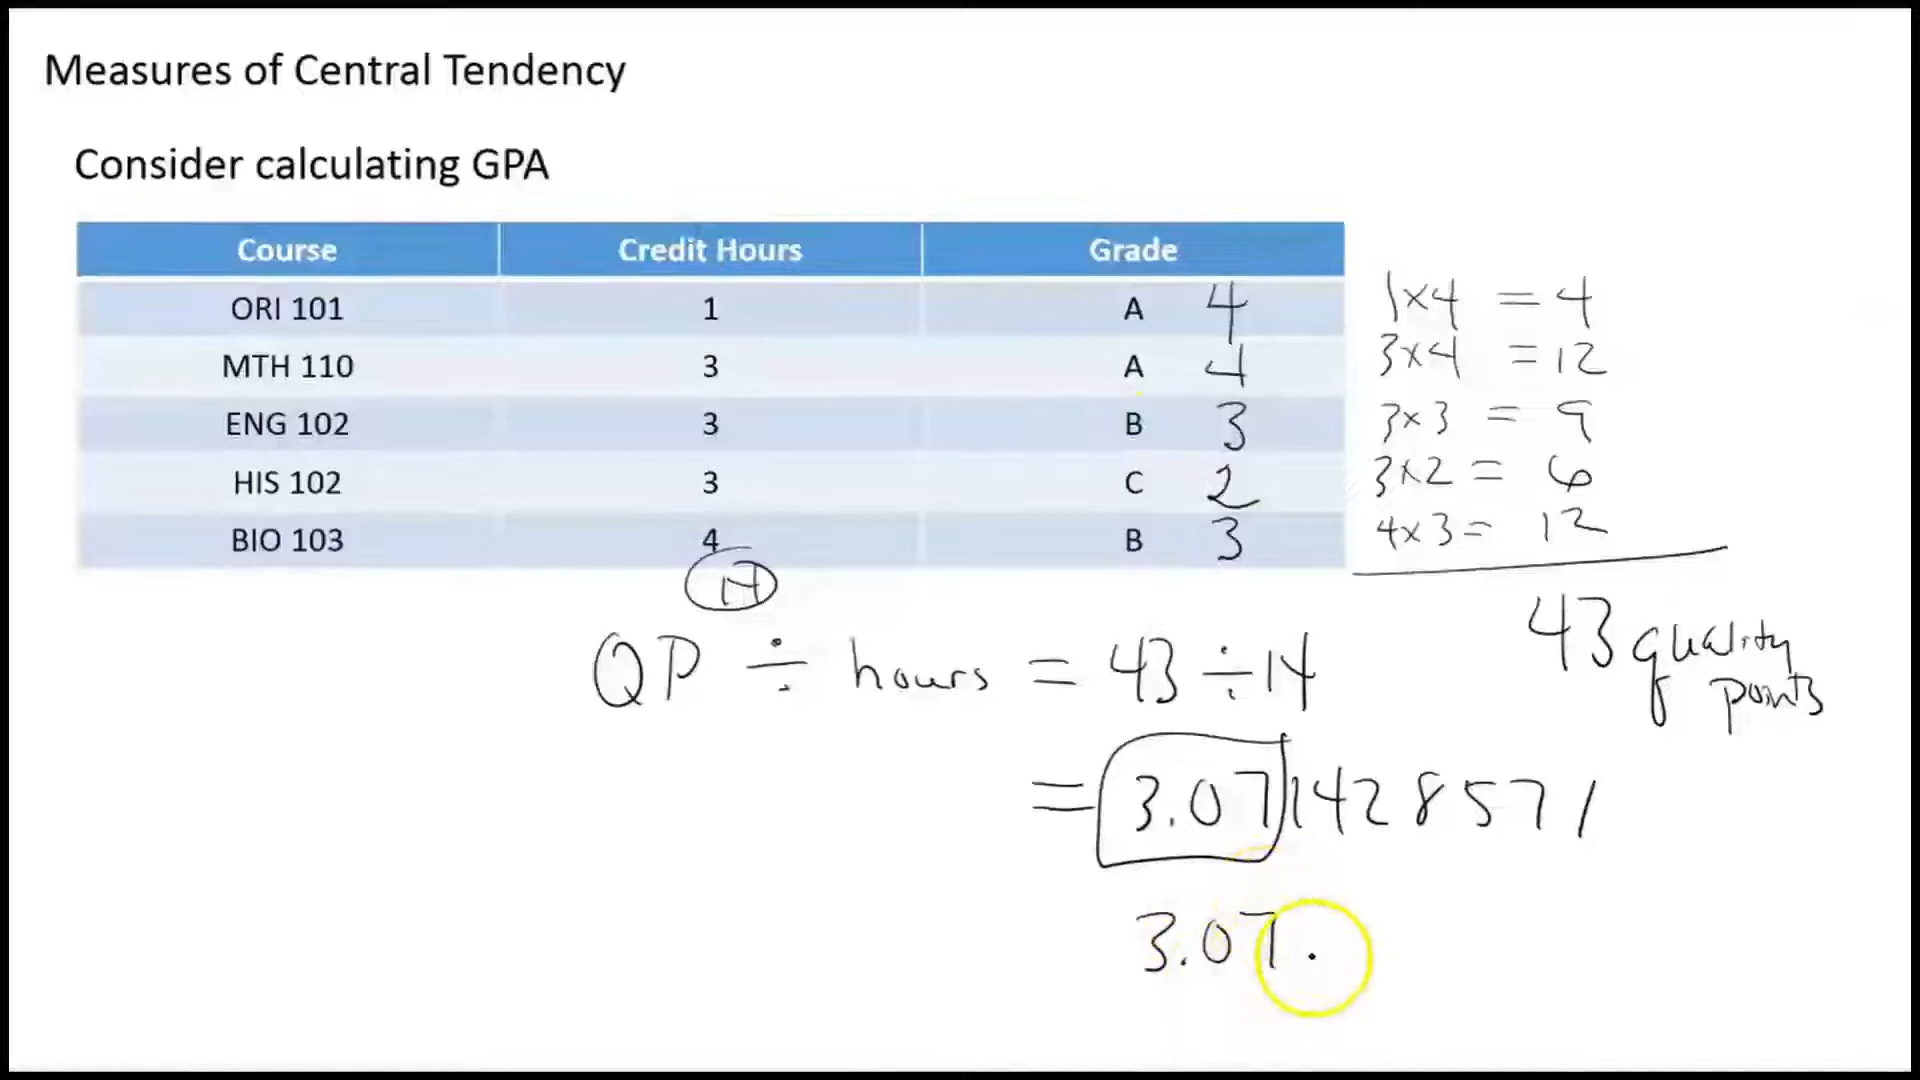 Measures of Central Tendency
Consider calculating GPA
Course Credit Hours Grade
ORI 101 1 A 4 1x4 = 4
MTH 110 3 A 4 3x4 = 12
ENG 102 3 B 3 3x3 = 9
HIS 102 3 C 2 3x2 = 6
BIO 103 4 B 3 4x3= 12
14
43 quality points
QP ÷ hours = 43 ÷ 14
= 3.071428571
3.07